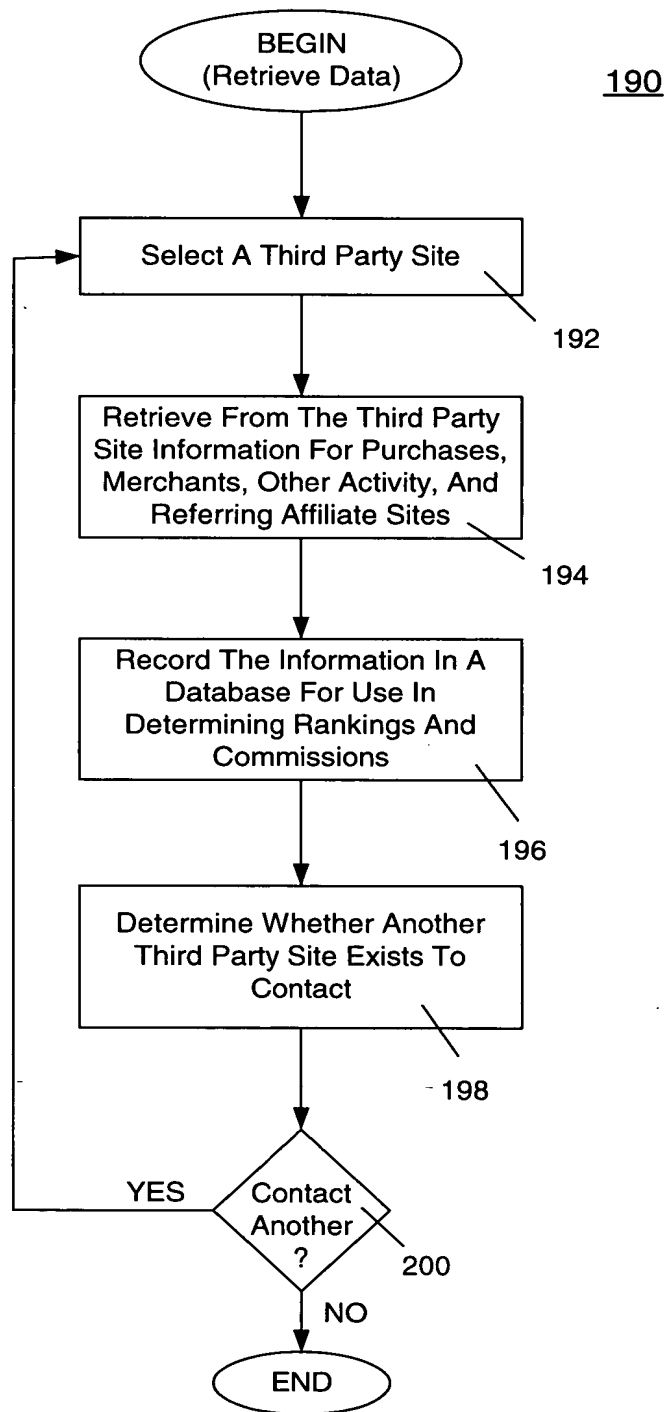 BEGIN
(Retrieve Data)
190
Select A Third Party Site
192
Retrieve From The Third Party
Site Information For Purchases,
Merchants, Other Activity, And
Referring Affiliate Sites
194
Record The Information In A
Database For Use In
Determining Rankings And
Commissions
196
Determine Whether Another
Third Party Site Exists To
Contact
198
YES
Contact
Another
?
200
NO
END